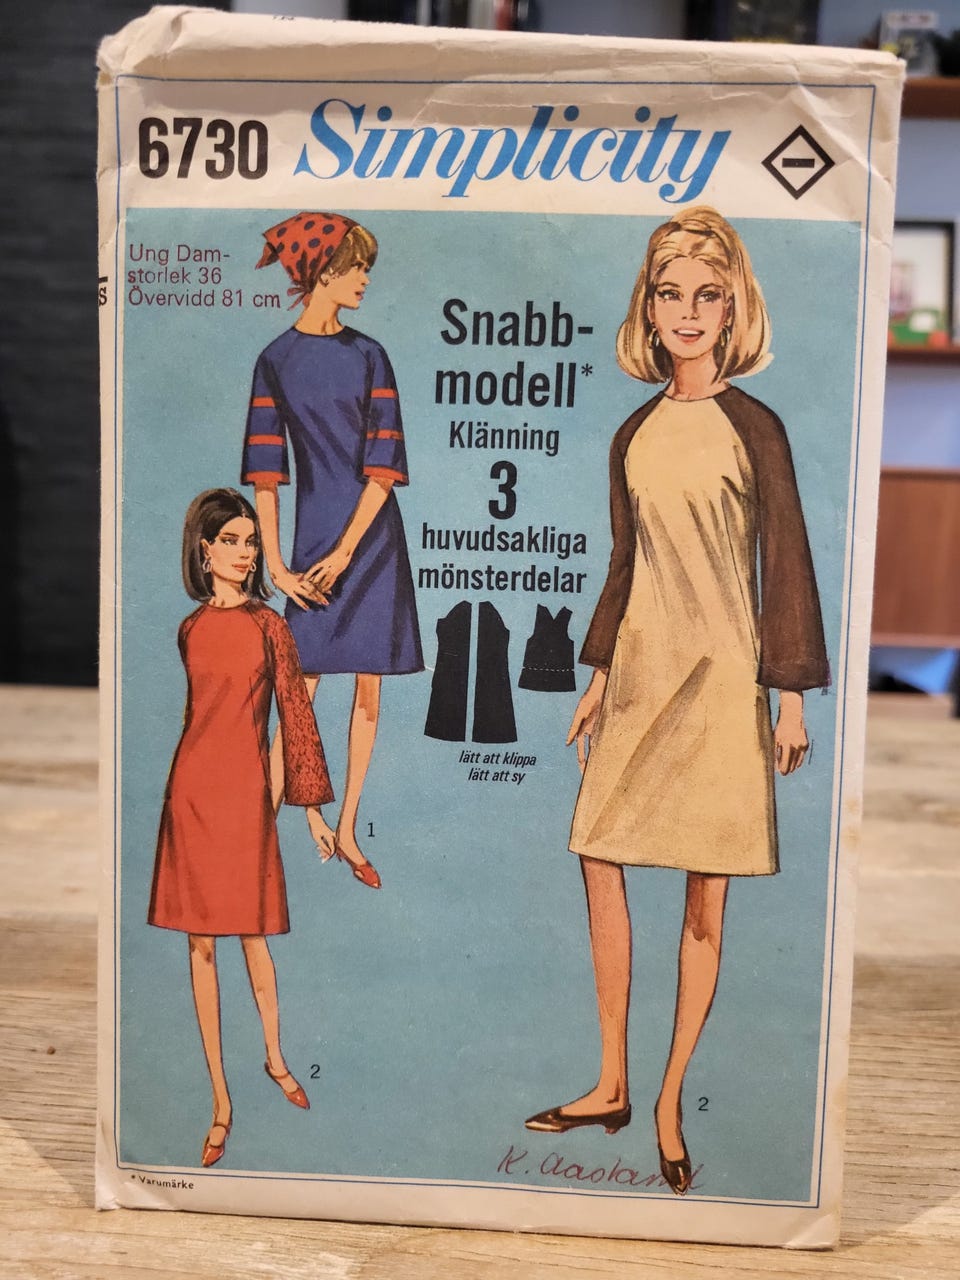 6730 Simplicity
Ung Dam-
storlek 36
Övervidd 81 cm
S
Snabb-
modell*
Klänning
3
huvudsakliga
mönsterdelar
lätt att klippa
lätt att sy
1
2
2
K. Aasland
* Varumärke